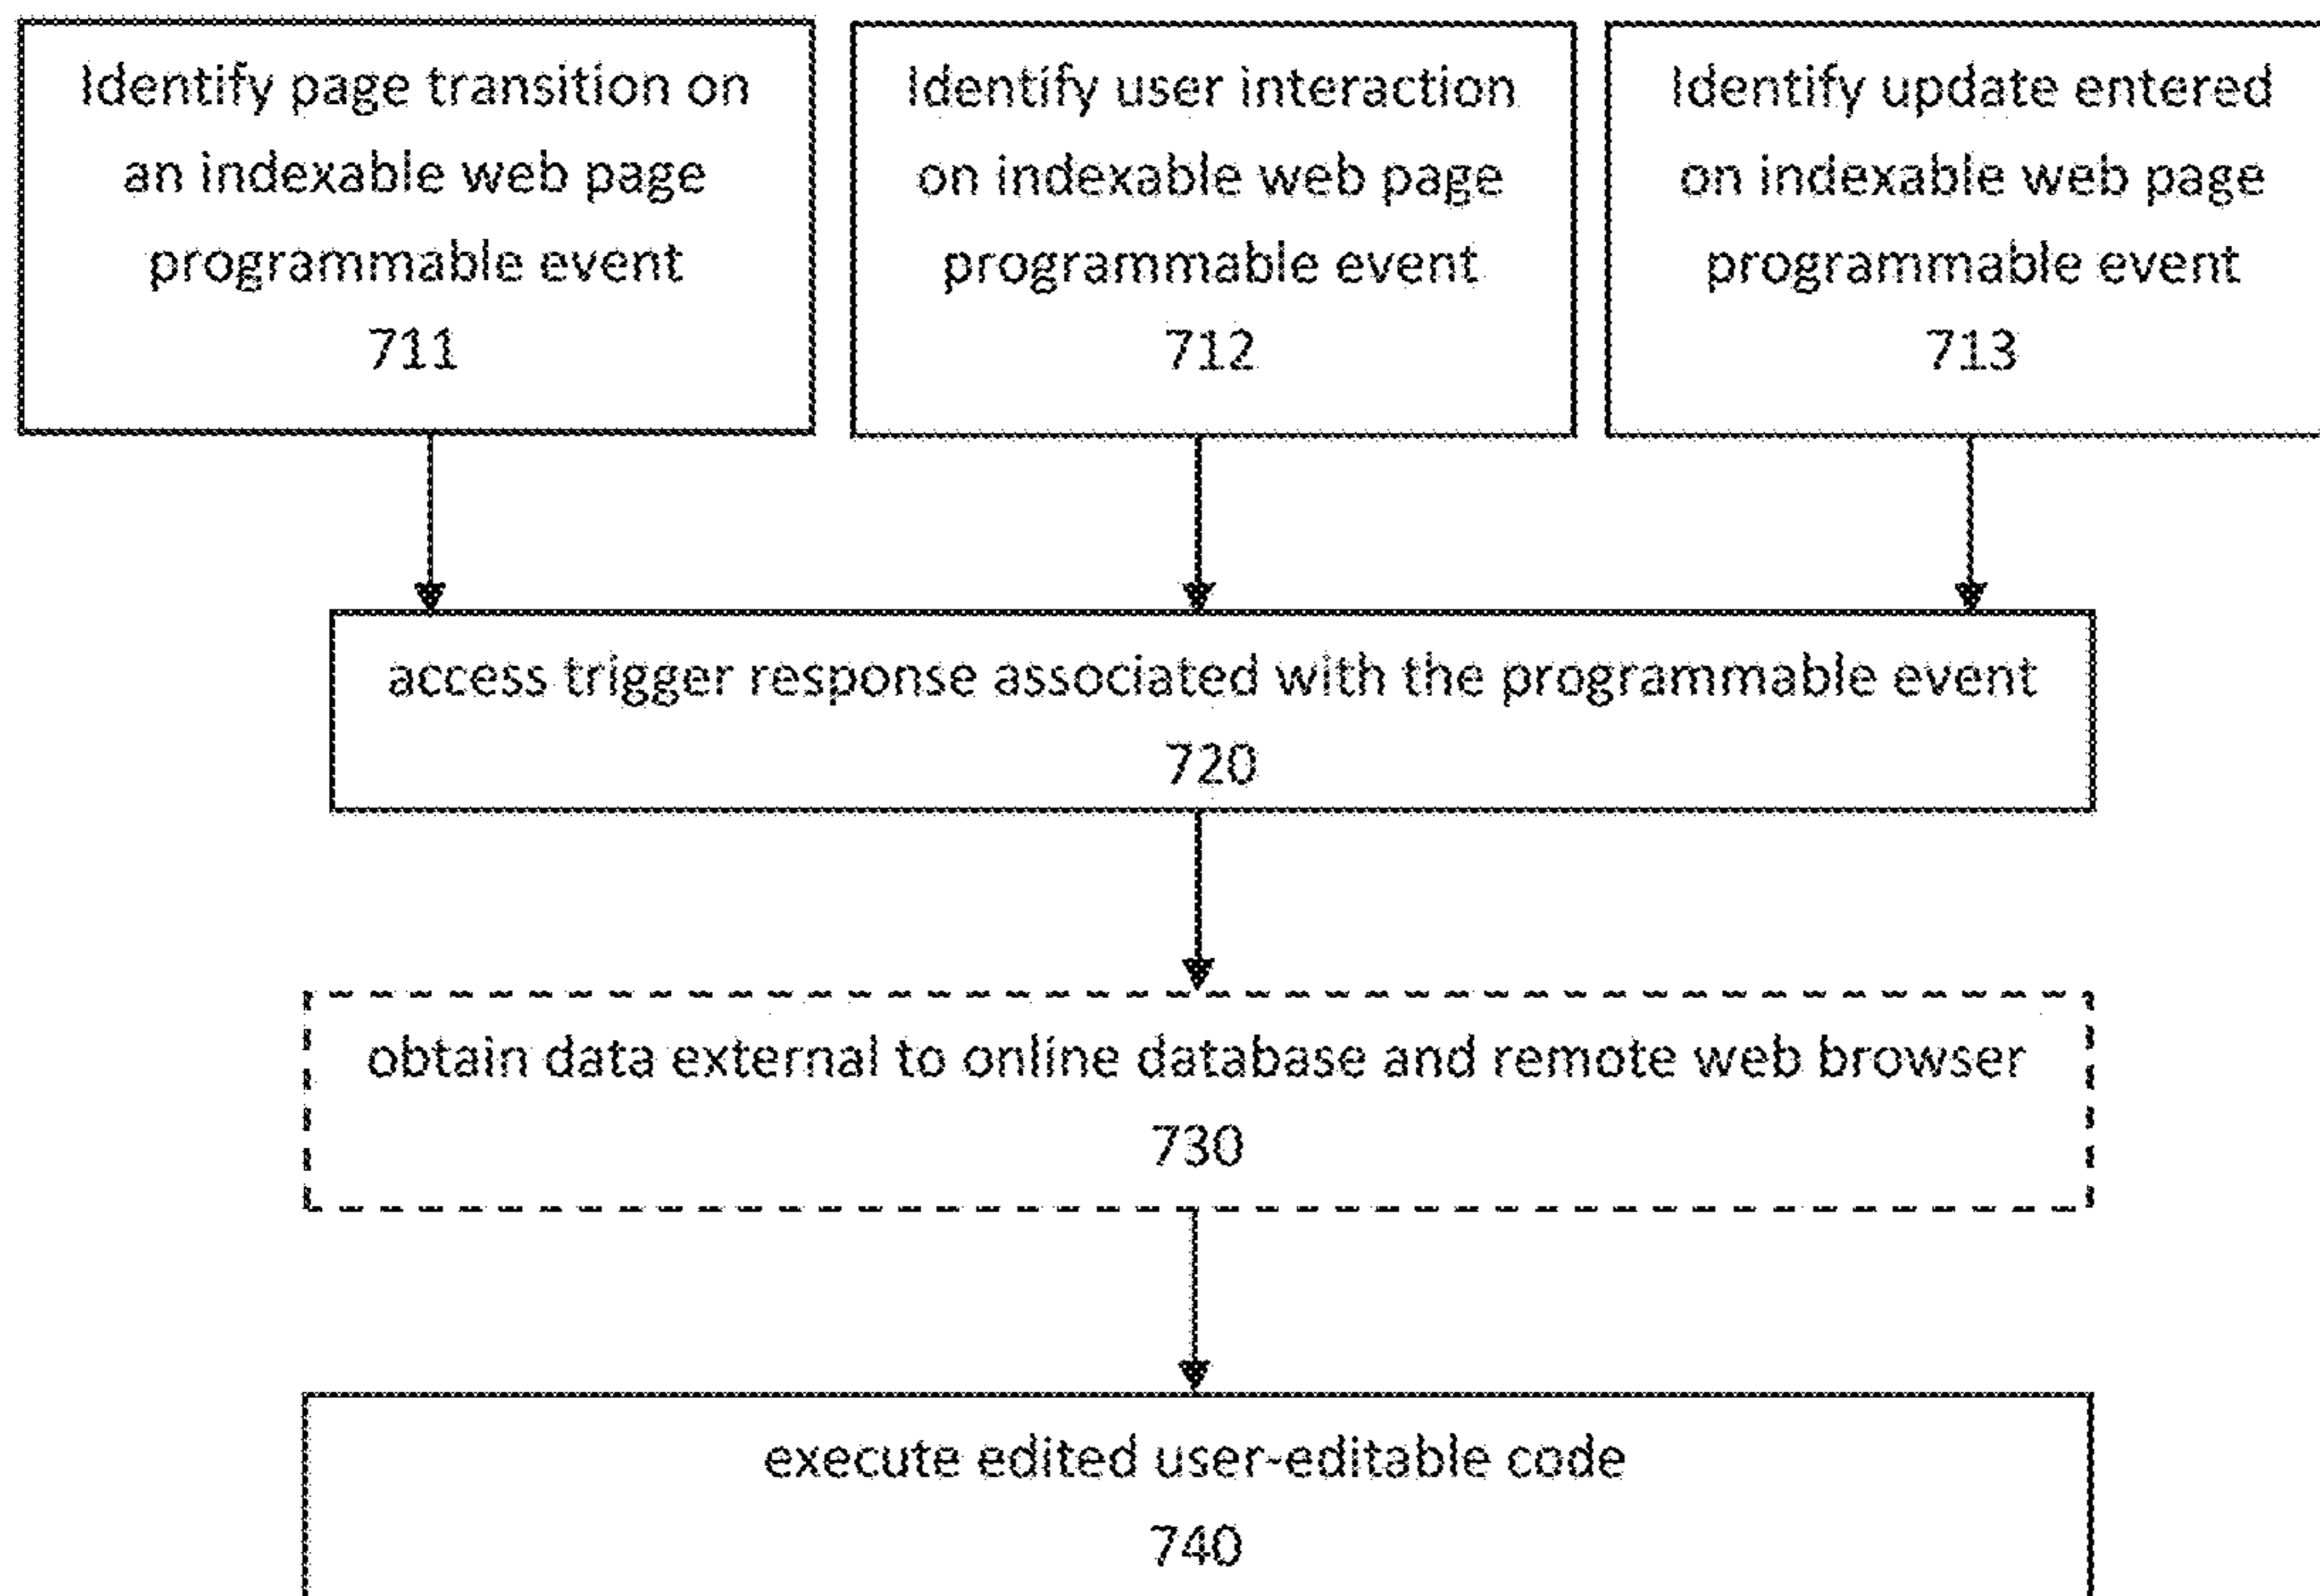 Identify page transition on
an indexable web page
programmable event
711
Identify user interaction
on indexable web page
programmable event
712
Identify update entered
on indexable web page
programmable event
713
access trigger response associated with the programmable event
720
obtain data external to online database and remote web browser
730
execute edited user-editable code
740